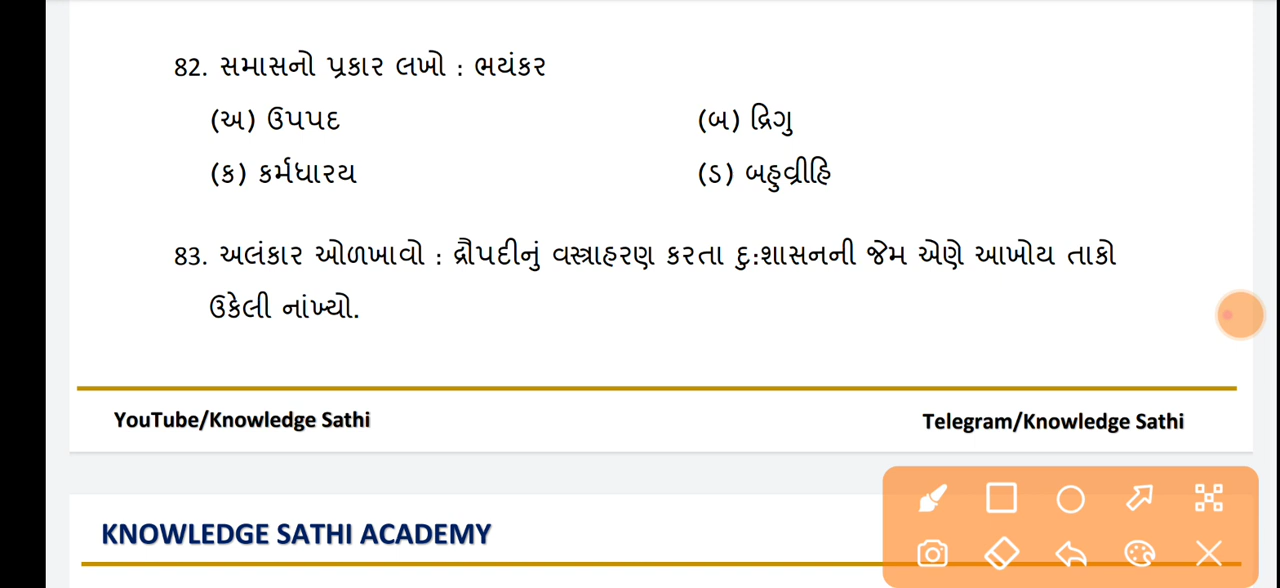 82. સમાસનો પ્રકાર લખો : ભયંકર
(અ) ઉપપદ (બ) દ્વિગુ
(ક) કર્મધારય (ડ) બહુવ્રીહિ
83. અલંકાર ઓળખાવો : દ્રૌપદીનું વસ્ત્રાહરણ કરતા દુ:શાસનની જેમ એણે આખોય તાકો
ઉકેલી નાંખ્યો.
YouTube/Knowledge Sathi Telegram/Knowledge Sathi
KNOWLEDGE SATHI ACADEMY